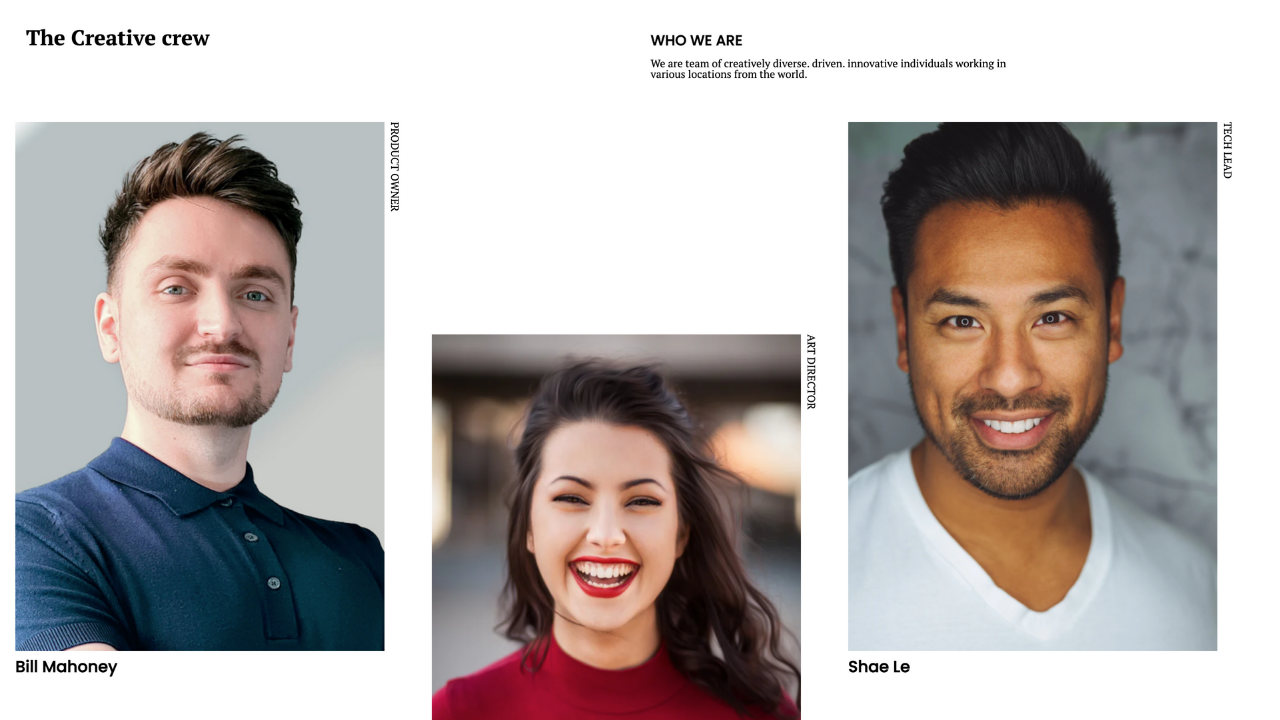 The Creative crew
WHO WE ARE
We are team of creatively diverse. driven. innovative individuals working in
various locations from the world.
PRODUCT OWNER
Bill Mahoney
ART DIRECTOR
TECH LEAD
Shae Le